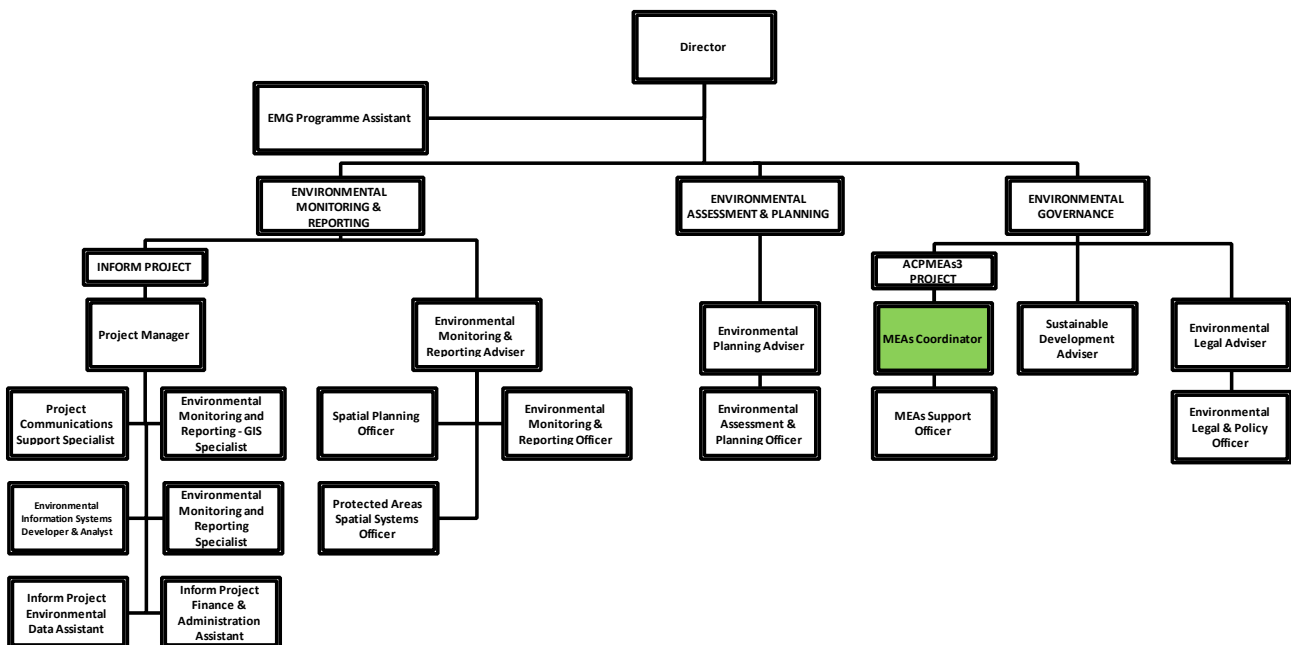 Director
EMG Programme Assistant
ENVIRONMENTAL
MONITORING &
REPORTING
ENVIRONMENTAL
ASSESSMENT & PLANNING
ENVIRONMENTAL
GOVERNANCE
INFORM PROJECT
ACPMEAs3
PROJECT
Project Manager
Environmental
Monitoring &
Reporting Adviser
Environmental
Planning Adviser
MEAs Coordinator
Sustainable
Development
Adviser
Environmental
Legal Adviser
Project
Communications
Support Specialist
Environmental
Monitoring and
Reporting - GIS
Specialist
Spatial Planning
Officer
Environmental
Monitoring &
Reporting Officer
Environmental
Assessment &
Planning Officer
MEAs Support
Officer
Environmental
Legal & Policy
Officer
Environmental
Information Systems
Developer & Analyst
Environmental
Monitoring and
Reporting
Specialist
Protected Areas
Spatial Systems
Officer
Inform Project
Environmental
Data Assistant
Inform Project
Finance &
Administration
Assistant